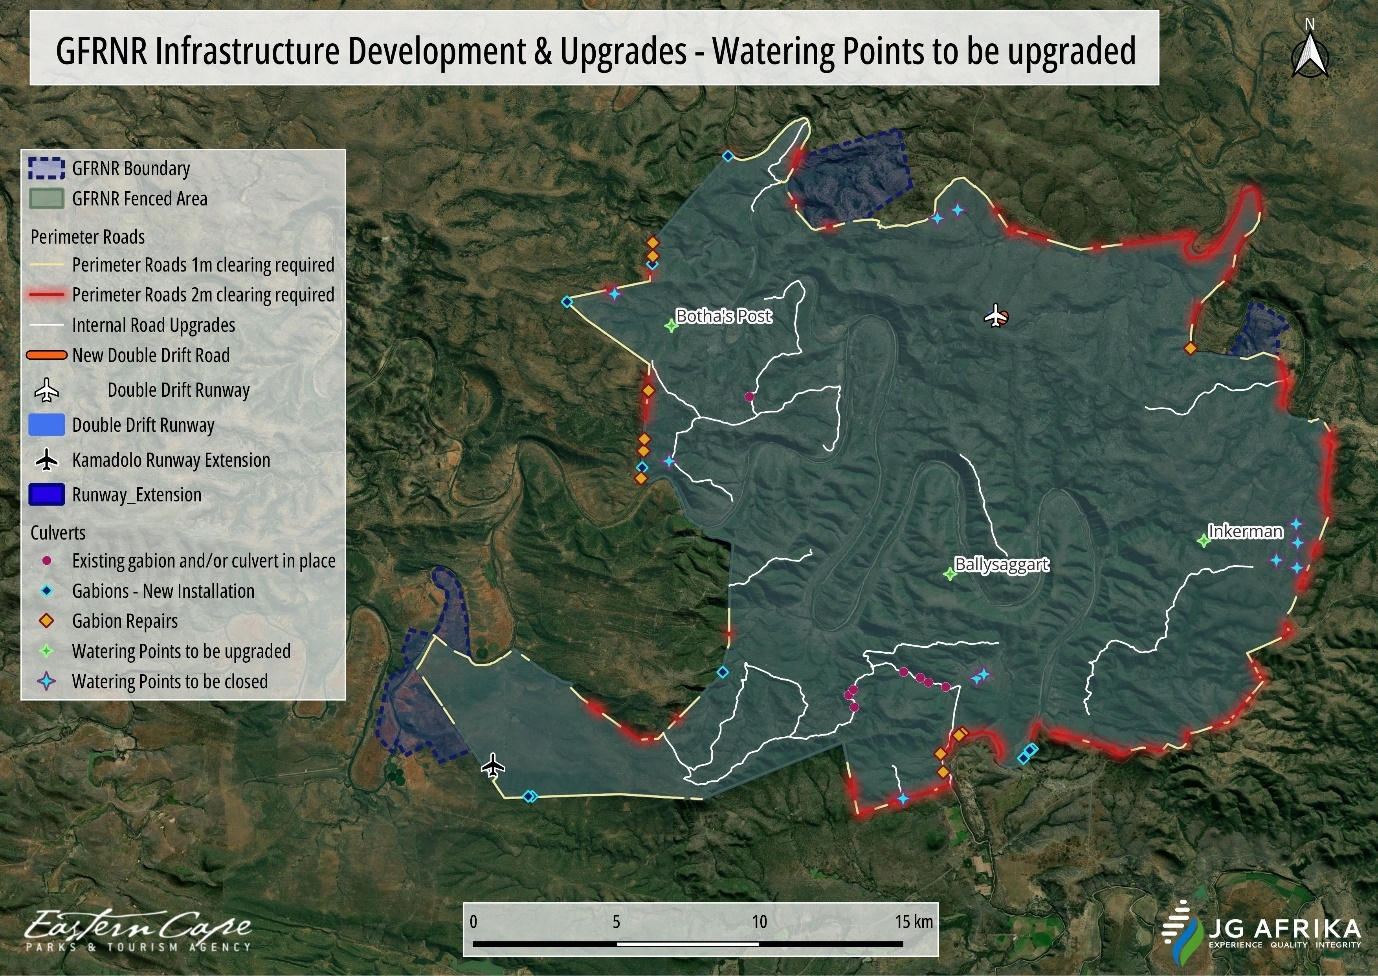 GFRNR Infrastructure Development & Upgrades - Watering Points to be upgraded
N
GFRNR Boundary
GFRNR Fenced Area
Perimeter Roads
Perimeter Roads 1m clearing required
Perimeter Roads 2m clearing required
Internal Road Upgrades
New Double Drift Road
Double Drift Runway
Double Drift Runway
Kamadolo Runway Extension
Runway_Extension
Culverts
Existing gabion and/or culvert in place
Gabions - New Installation
Gabion Repairs
Watering Points to be upgraded
Watering Points to be closed
Botha's Post
Inkerman
Ballysaggart
0 5 10 15 km
Eastern Cape
PARKS & TOURISM AGENCY
JG AFRIKA
EXPERIENCE QUALITY INTEGRITY